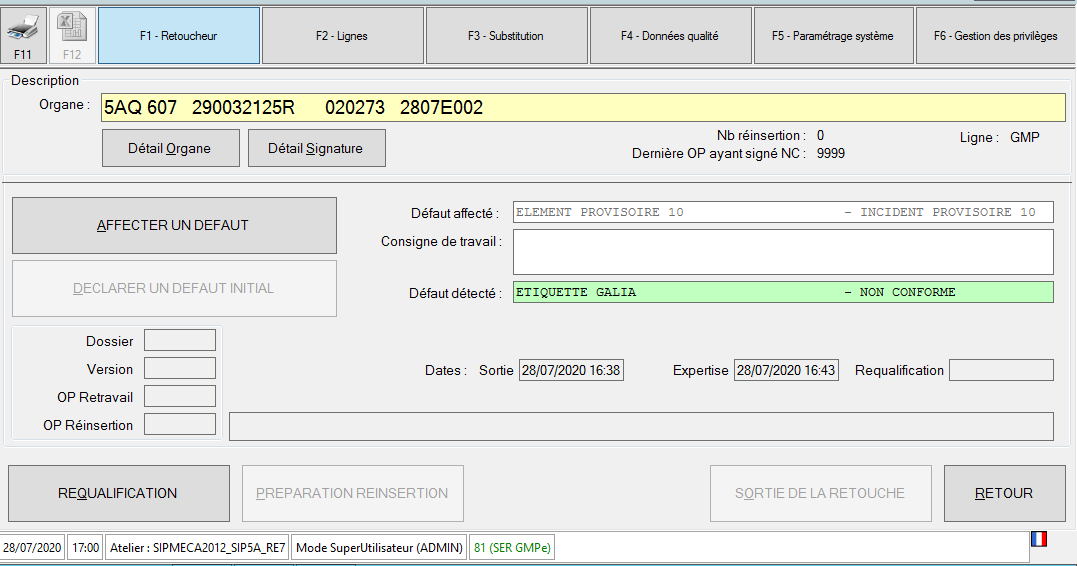 F11
F12
F1 - Retoucheur
F2 - Lignes
F3 - Substitution
F4 - Données qualité
F5 - Paramétrage système
F6 - Gestion des privilèges
Description
Organe : 5AQ 607 290032125R 020273 2807E002
Détail Organe
Détail Signature
Nb réinsertion : 0
Dernière OP ayant signé NC : 9999
Ligne : GMP
AFFECTER UN DEFAUT
Défaut affecté : ELEMENT PROVISOIRE 10 - INCIDENT PROVISOIRE 10
Consigne de travail :
DECLARER UN DEFAUT INITIAL
Défaut détecté : ETIQUETTE GALIA - NON CONFORME
Dossier
Version
OP Retravail
OP Réinsertion
Dates : Sortie 28/07/2020 16:38 Expertise 28/07/2020 16:43 Requalification
REQUALIFICATION
PREPARATION REINSERTION
SORTIE DE LA RETOUCHE
RETOUR
28/07/2020 17:00 Atelier : SIPMECA2012_SIP5A_RE7 Mode SuperUtilisateur (ADMIN) 81 (SER GMPe)